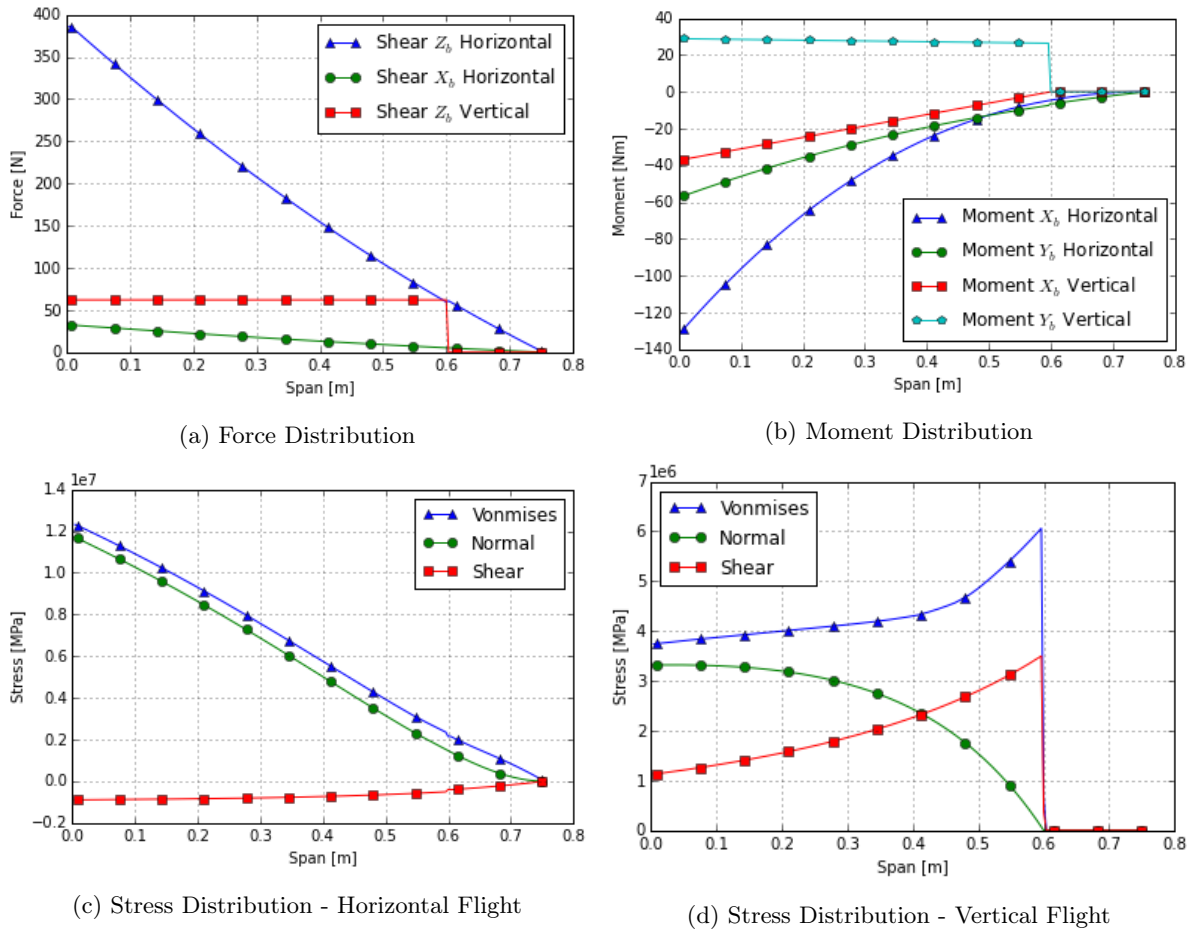 400
350
300
250
200
150
100
50
0
Force [N]
Shear Z_b Horizontal
Shear X_b Horizontal
Shear Z_b Vertical
0.0 0.1 0.2 0.3 0.4 0.5 0.6 0.7 0.8
Span [m]
(a) Force Distribution
40
20
0
−20
−40
−60
−80
−100
−120
−140
Moment [Nm]
Moment X_b Horizontal
Moment Y_b Horizontal
Moment X_b Vertical
Moment Y_b Vertical
0.0 0.1 0.2 0.3 0.4 0.5 0.6 0.7 0.8
Span [m]
(b) Moment Distribution
1e7
1.4
1.2
1.0
0.8
0.6
0.4
0.2
0.0
−0.2
Stress [MPa]
Vonmises
Normal
Shear
0.0 0.1 0.2 0.3 0.4 0.5 0.6 0.7 0.8
Span [m]
(c) Stress Distribution - Horizontal Flight
1e6
7
6
5
4
3
2
1
0
Stress [MPa]
Vonmises
Normal
Shear
0.0 0.1 0.2 0.3 0.4 0.5 0.6 0.7 0.8
Span [m]
(d) Stress Distribution - Vertical Flight